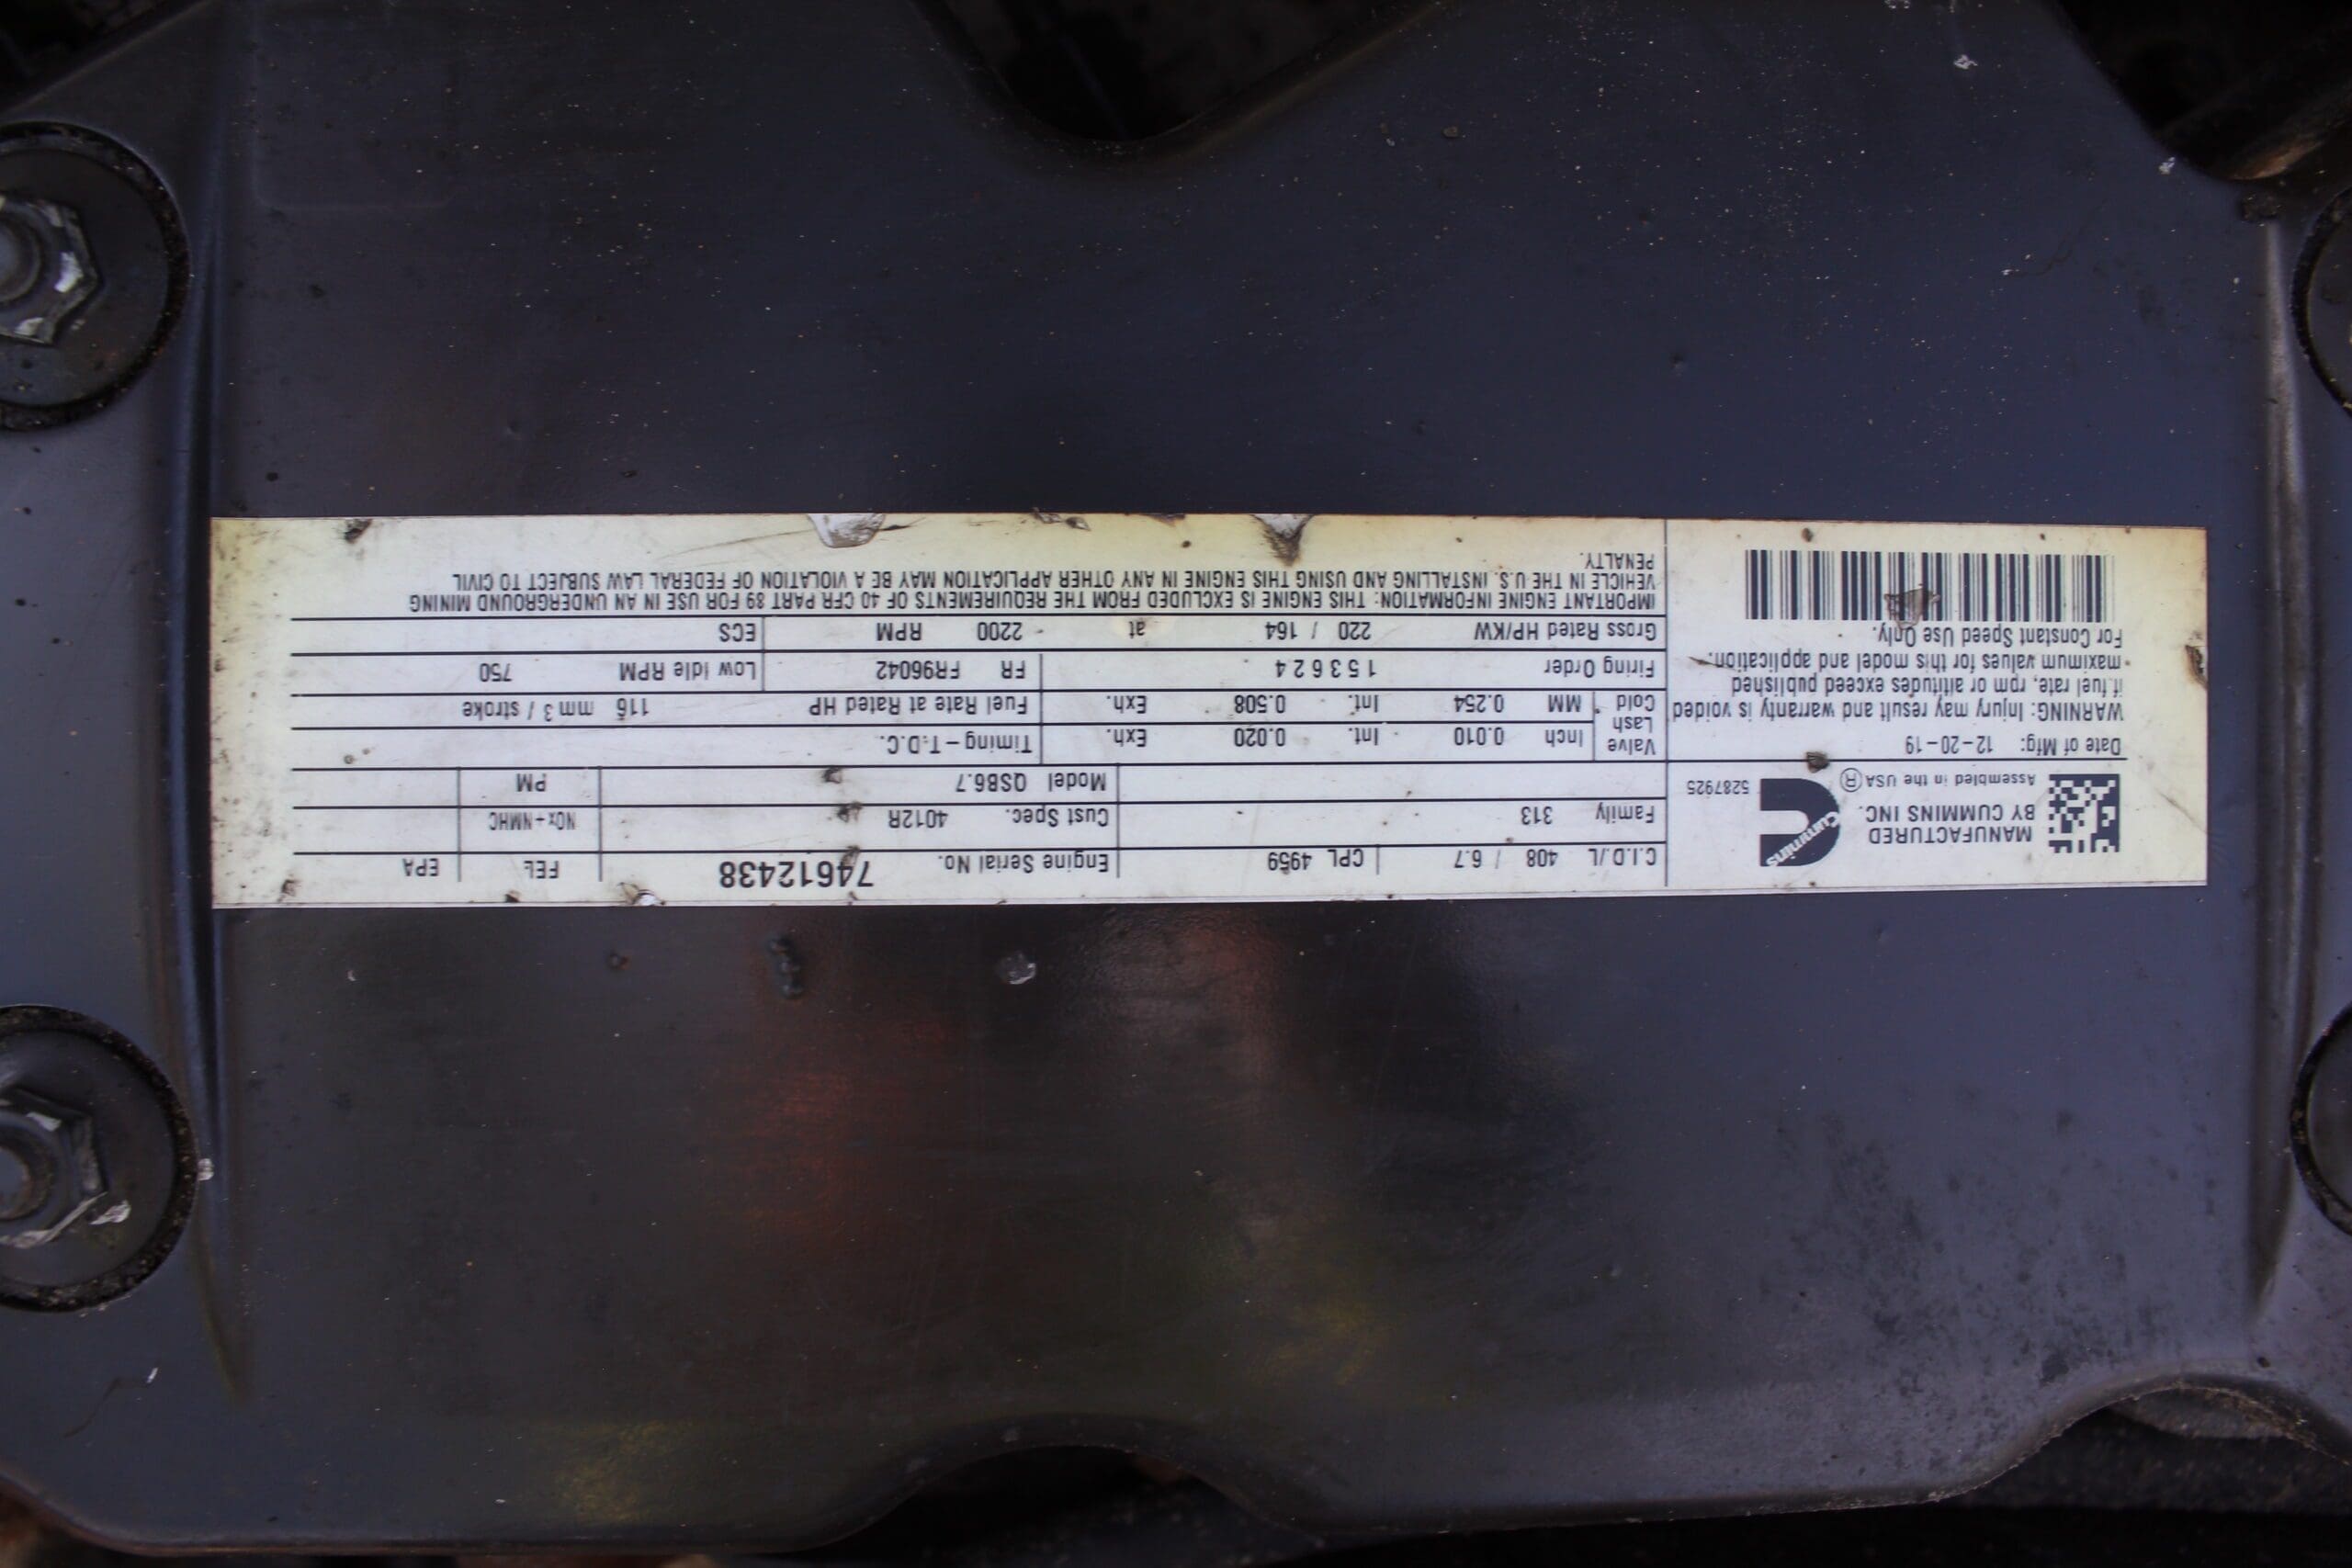 MANUFACTURED
BY CUMMINS INC.
Assembled in the USA ®
Cummins
5287925
Date of Mfg: 12-20-19
WARNING: Injury may result and warranty is voided
if fuel rate, rpm or altitudes exceed published
maximum values for this model and application.
For Constant Speed Use Only.
C.I.D./L 408 / 6.7 CPL 4959 Engine Serial No. 74612438 FEL EPA
Family 313 Cust Spec. 4012R NOx+NMHC
Model QSB6.7 PM
Valve Lash Cold Inch 0.010 Int. 0.020 Exh. Timing-T.D.C.
MM 0.254 Int. 0.508 Exh. Fuel Rate at Rated HP 116 mm3 / stroke
Firing Order 153624 FR FR96042 Low Idle RPM 750
Gross Rated HP/KW 220 / 164 at 2200 RPM ECS
IMPORTANT ENGINE INFORMATION: THIS ENGINE IS EXCLUDED FROM THE REQUIREMENTS OF 40 CFR PART 89 FOR USE IN AN UNDERGROUND MINING
VEHICLE IN THE U.S. INSTALLING AND USING THIS ENGINE IN ANY OTHER APPLICATION MAY BE A VIOLATION OF FEDERAL LAW SUBJECT TO CIVIL
PENALTY.